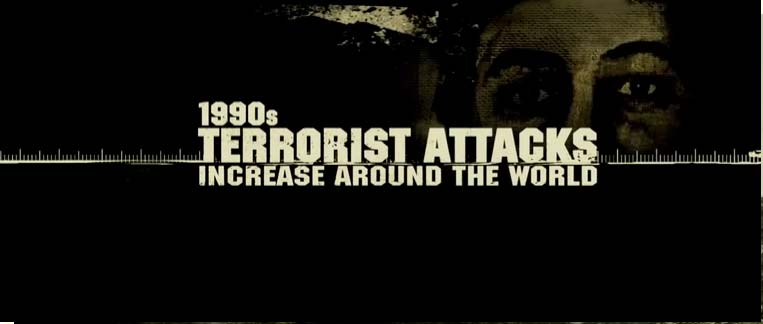 1990s
TERRORIST ATTACKS
INCREASE AROUND THE WORLD